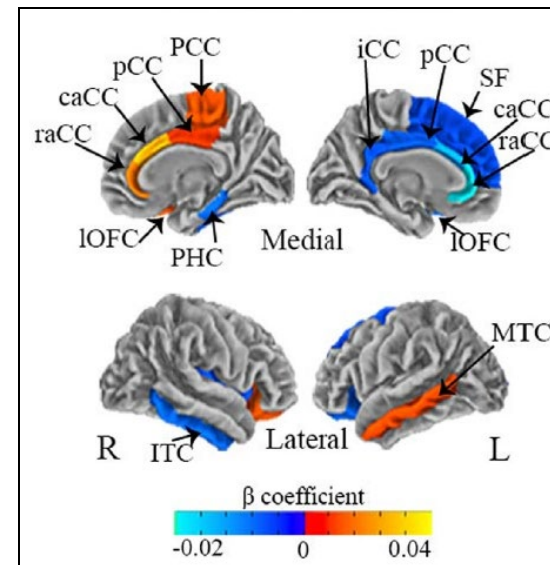 PCC
pCC
caCC
raCC
lOFC
PHC
Medial
iCC
pCC
SF
caCC
raCC
lOFC
MTC
R
ITC
Lateral
L
β coefficient
-0.02
0
0.04